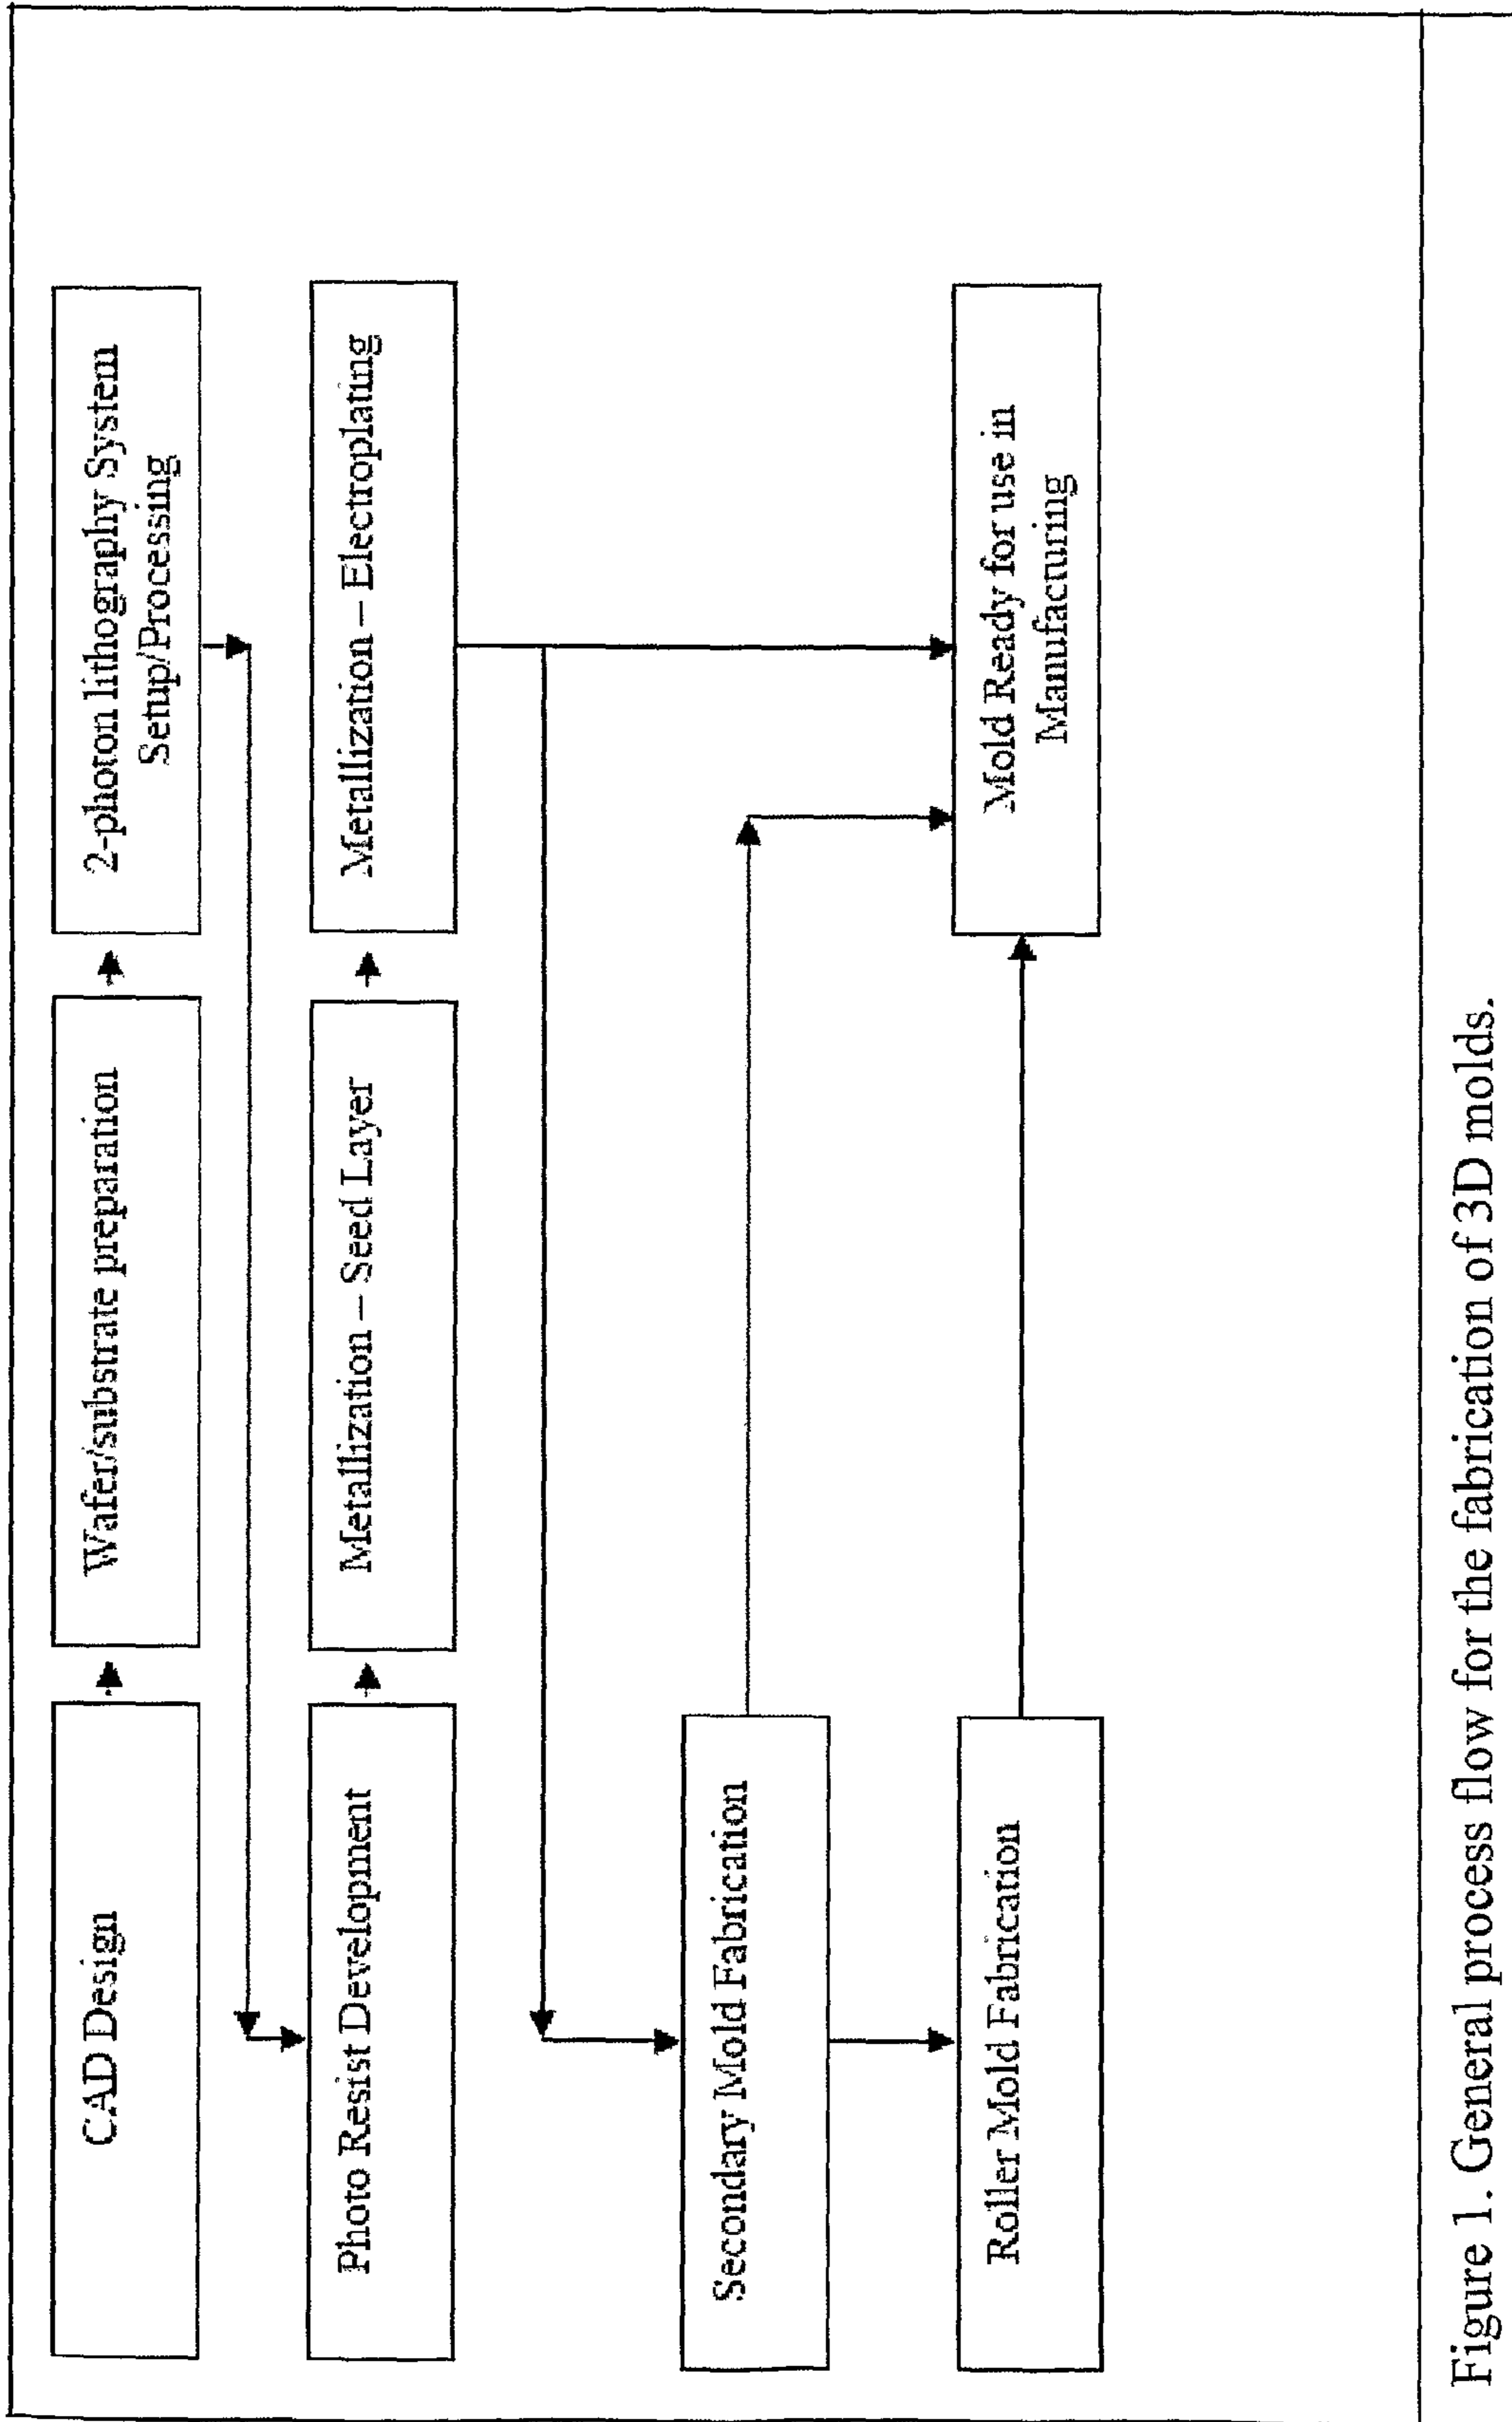 CAD Design
Wafer/substrate preparation
2-photon lithography System
Setup/Processing
Photo Resist Development
Metallization – Seed Layer
Metallization – Electroplating
Secondary Mold Fabrication
Roller Mold Fabrication
Mold Ready for use in
Manufacturing
Figure 1. General process flow for the fabrication of 3D molds.